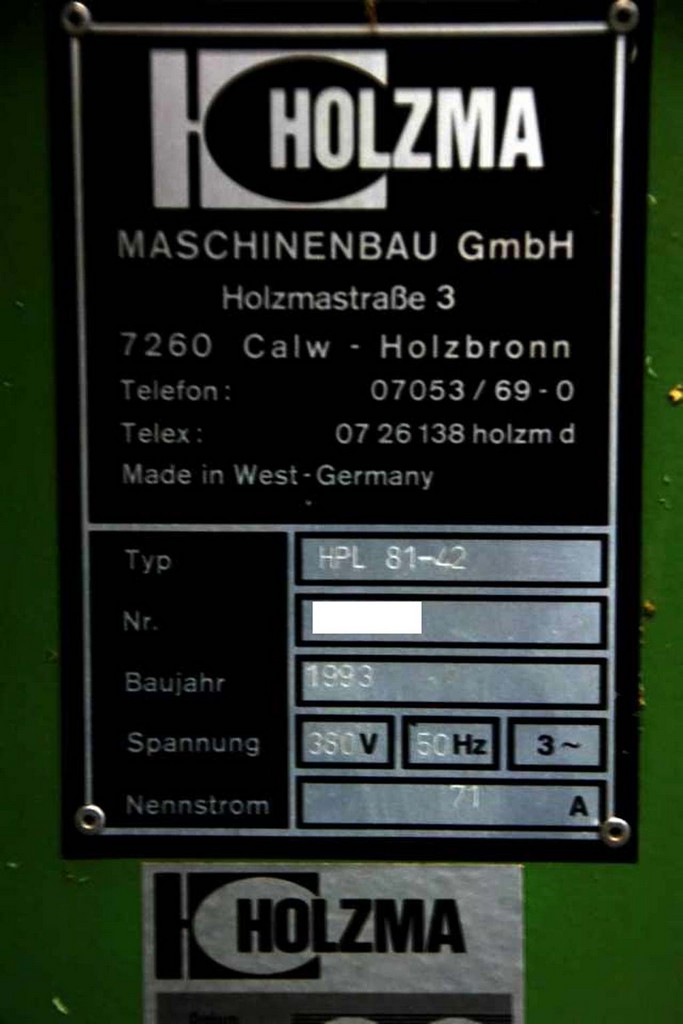 HOLZMA
MASCHINENBAU GmbH
Holzmastraße 3
7260 Calw - Holzbronn
Telefon: 07053 / 69 - 0
Telex: 07 26 138 holzm d
Made in West-Germany
Typ HPL 81-42
Nr.
Baujahr 1993
Spannung 380 V 50 Hz 3~
Nennstrom 71 A
HOLZMA